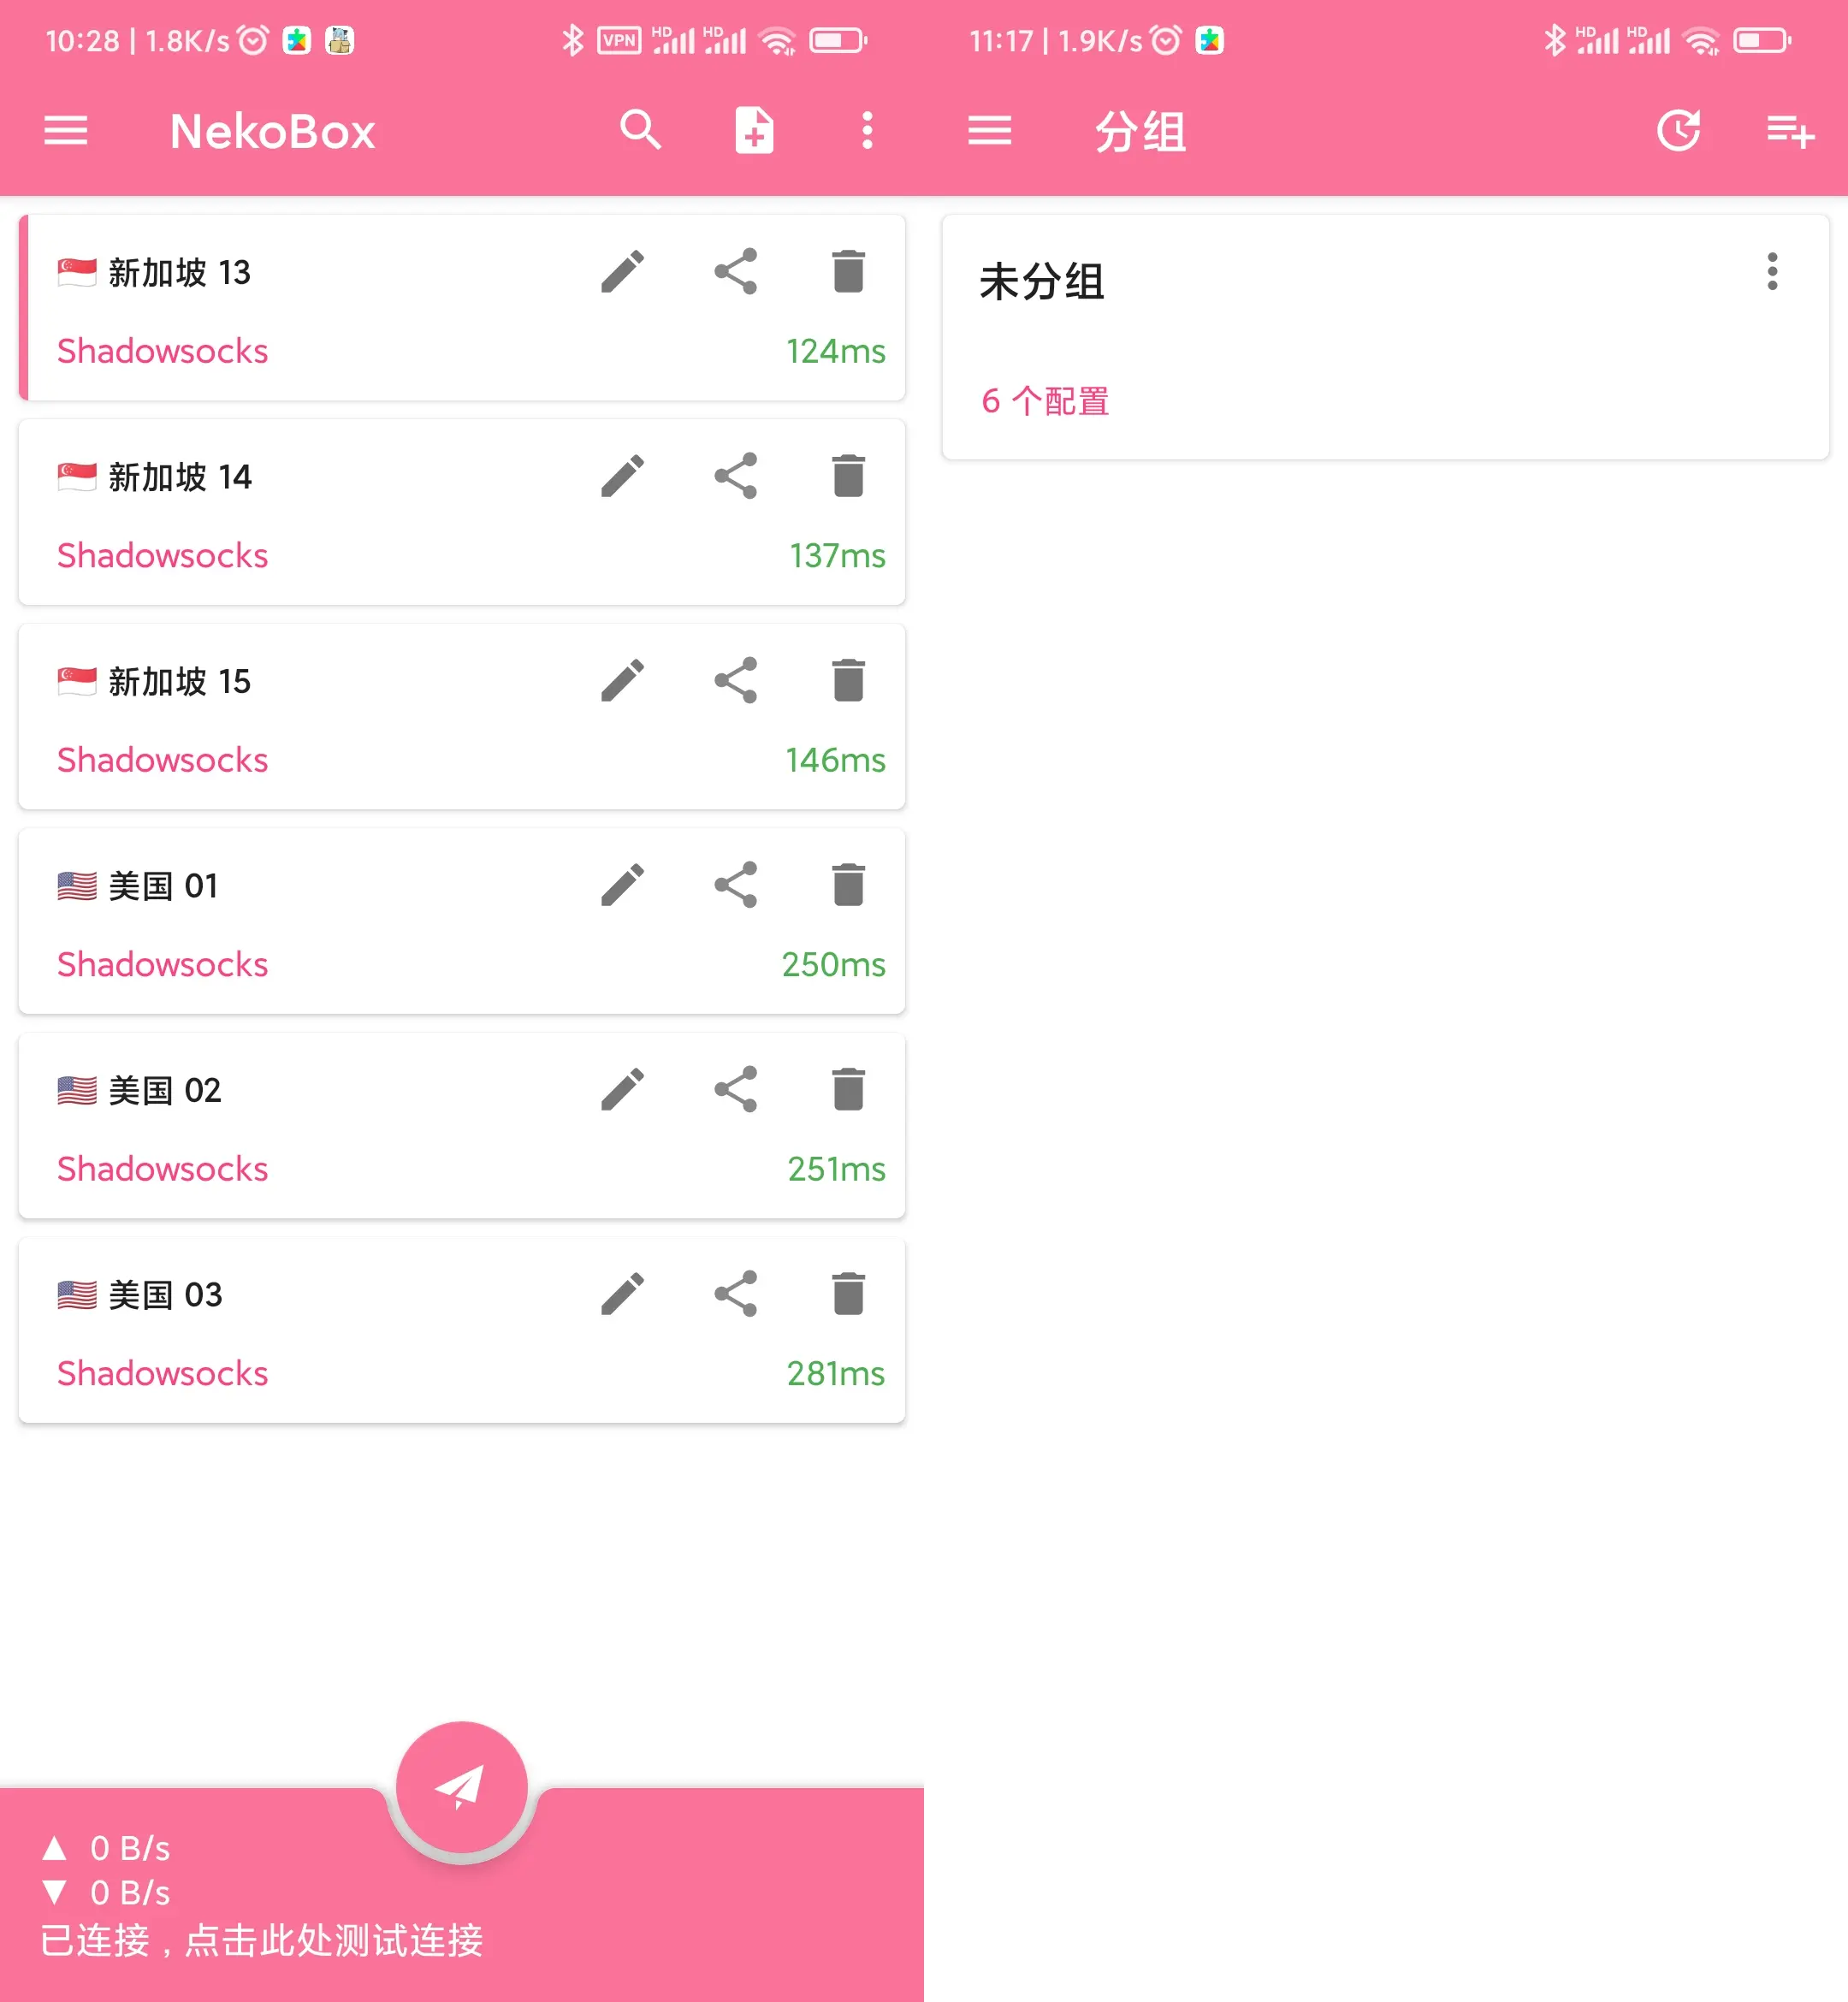 10:28 | 1.8K/s
VPN HD HD
NekoBox
新加坡 13
Shadowsocks
124ms
新加坡 14
Shadowsocks
137ms
新加坡 15
Shadowsocks
146ms
美国 01
Shadowsocks
250ms
美国 02
Shadowsocks
251ms
美国 03
Shadowsocks
281ms
▲ 0 B/s
▼ 0 B/s
已连接，点击此处测试连接
11:17 | 1.9K/s
HD HD
分组
未分组
6 个配置